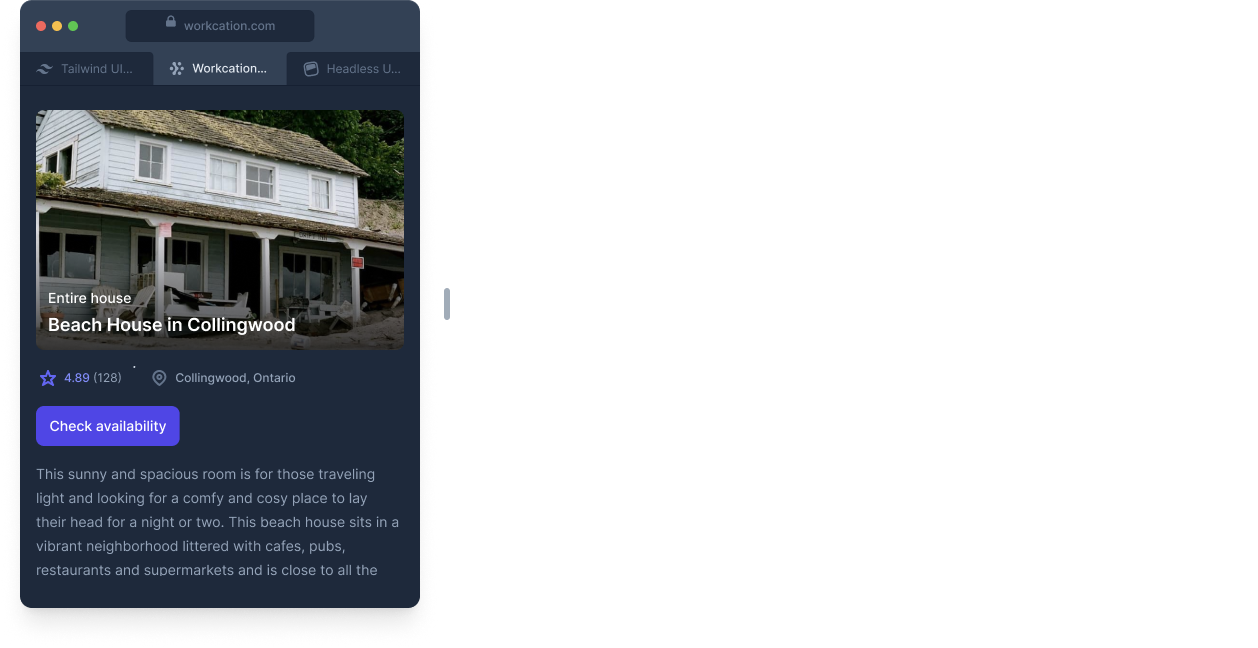 workcation.com
Tailwind UI...
Workcation...
Headless U...
Entire house
Beach House in Collingwood
4.89 (128) · Collingwood, Ontario
Check availability
This sunny and spacious room is for those traveling
light and looking for a comfy and cosy place to lay
their head for a night or two. This beach house sits in a
vibrant neighborhood littered with cafes, pubs,
restaurants and supermarkets and is close to all the